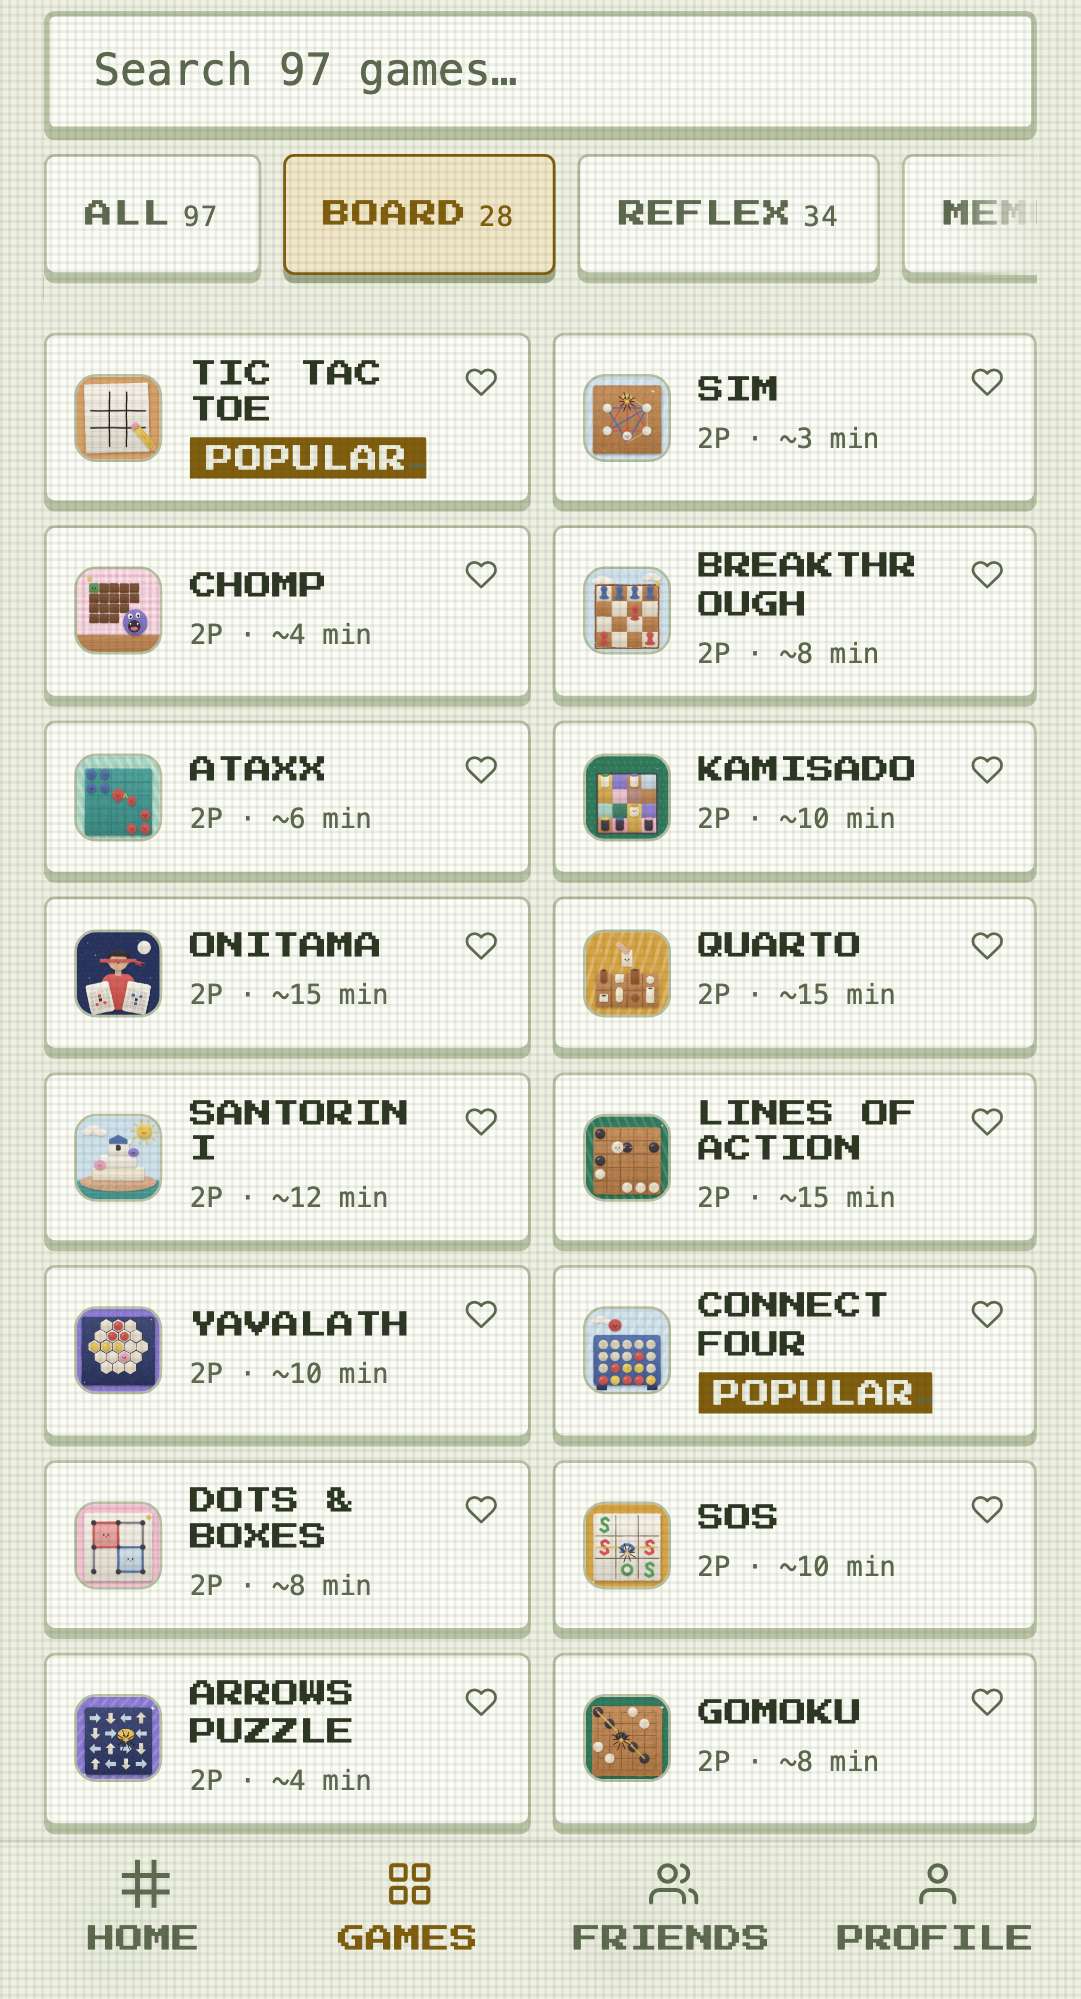 Search 97 games…
ALL 97
BOARD 28
REFLEX 34
MEM
TIC TAC
TOE
POPULAR
SIM
2P · ~3 min
CHOMP
2P · ~4 min
BREAKTHR
OUGH
2P · ~8 min
ATAXX
2P · ~6 min
KAMISADO
2P · ~10 min
ONITAMA
2P · ~15 min
QUARTO
2P · ~15 min
SANTORIN
I
2P · ~12 min
LINES OF
ACTION
2P · ~15 min
YAVALATH
2P · ~10 min
CONNECT
FOUR
POPULAR
DOTS &
BOXES
2P · ~8 min
SOS
2P · ~10 min
ARROWS
PUZZLE
2P · ~4 min
GOMOKU
2P · ~8 min
HOME
GAMES
FRIENDS
PROFILE